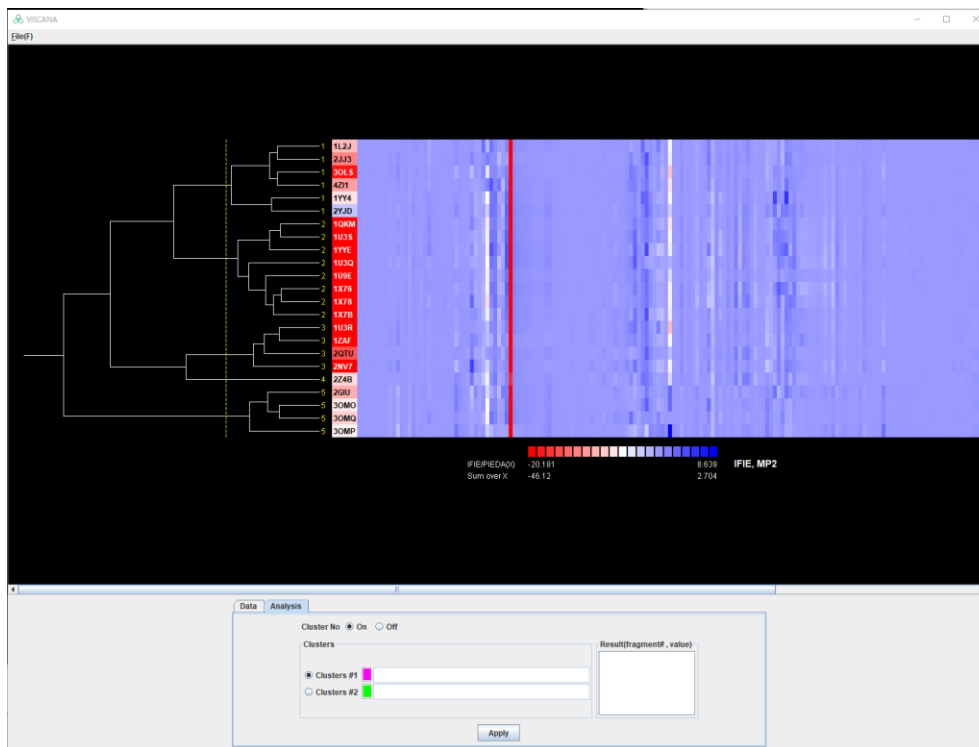 VISCANA
File(F)
1 1L2J
1 2JJ3
1 3OLS
1 4ZI1
1 1YY4
1 2YJD
2 1QKM
2 1U3S
2 1YYE
2 1U3Q
2 1U9E
2 1X76
2 1X78
2 1X7B
3 1U3R
3 1ZAF
3 2QTU
3 2NV7
4 2Z4B
5 2GIU
5 3OMO
5 3OMQ
5 3OMP
IFIE/PIEDA(X) -20.181 8.639 IFIE, MP2
Sum over X -46.12 2.704
Data Analysis
Cluster No On Off
Clusters Result(fragment# , value)
Clusters #1
Clusters #2
Apply